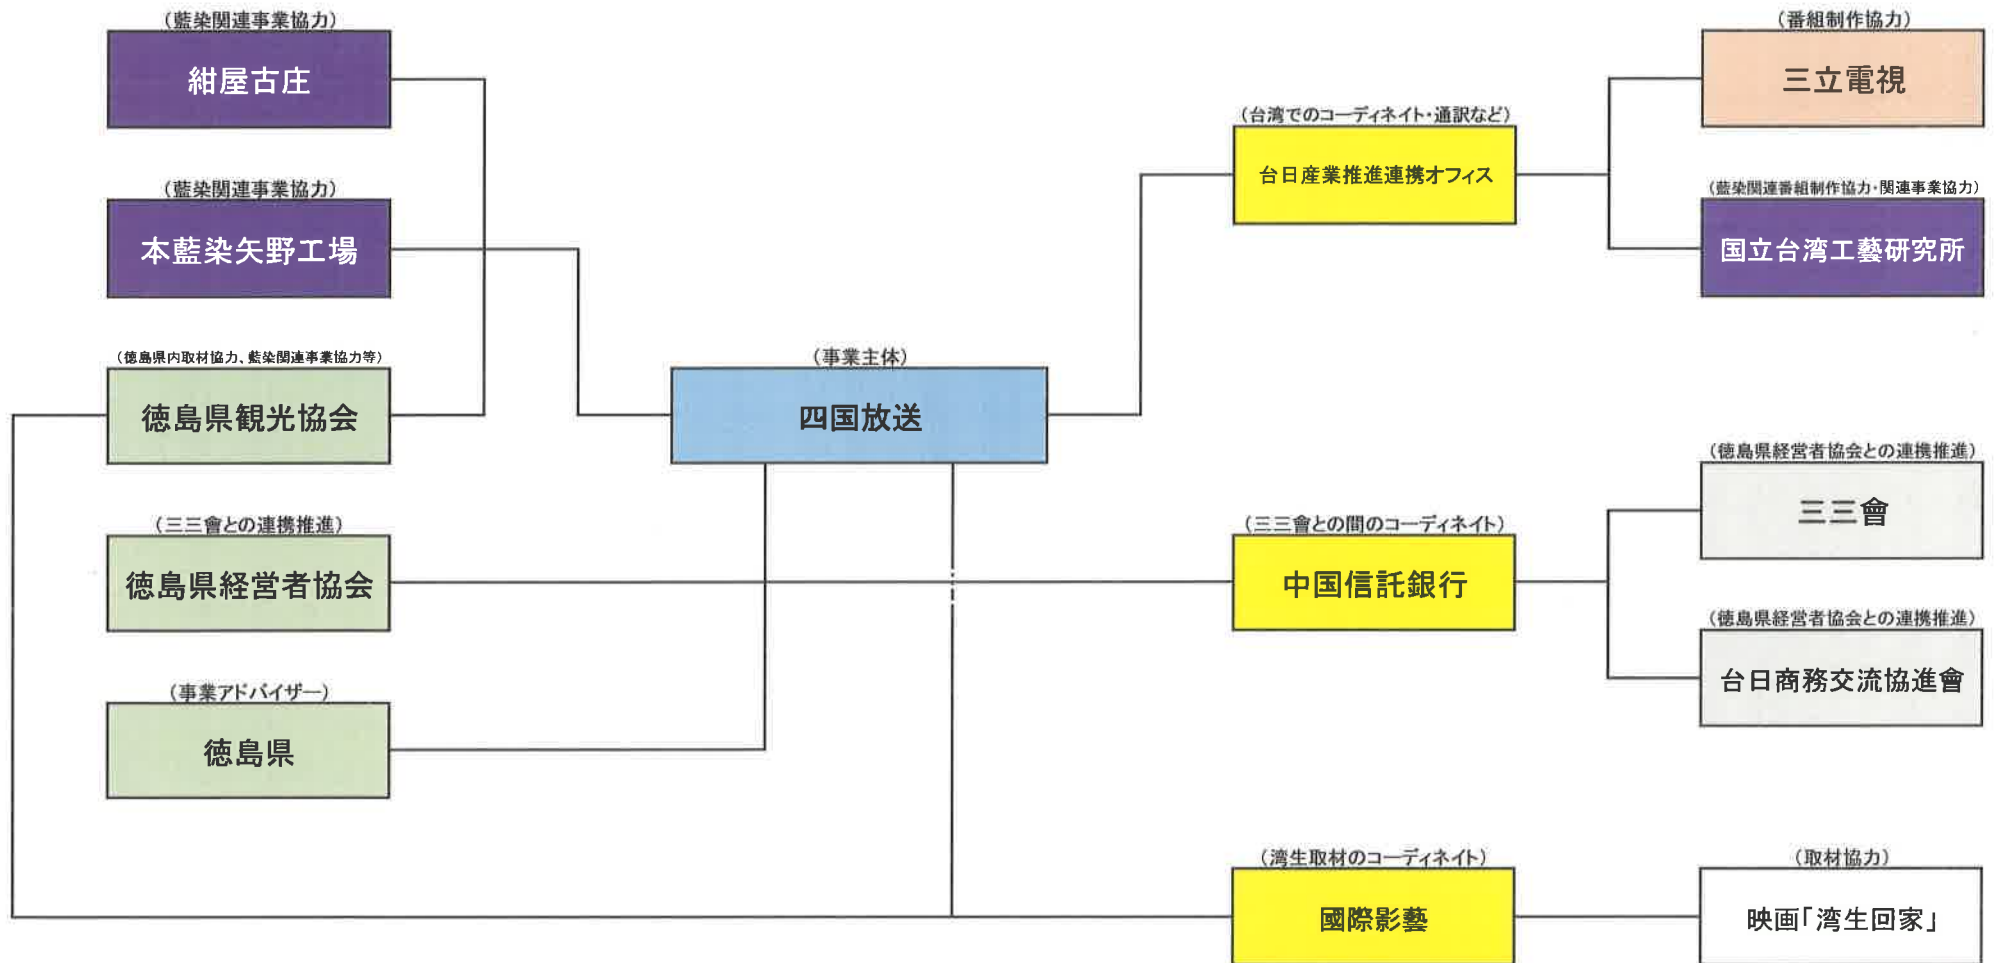 (藍染関連事業協力)
紺屋古庄
(藍染関連事業協力)
本藍染矢野工場
(徳島県内取材協力、藍染関連事業協力等)
徳島県観光協会
(三三會との連携推進)
徳島県経営者協会
(事業アドバイザー)
徳島県
(事業主体)
四国放送
(台湾でのコーディネイト・通訳など)
台日産業推進連携オフィス
(三三會との間のコーディネイト)
中国信託銀行
(湾生取材のコーディネイト)
國際影藝
(番組制作協力)
三立電視
(藍染関連番組制作協力・関連事業協力)
国立台湾工藝研究所
(徳島県経営者協会との連携推進)
三三會
(徳島県経営者協会との連携推進)
台日商務交流協進會
(取材協力)
映画「湾生回家」